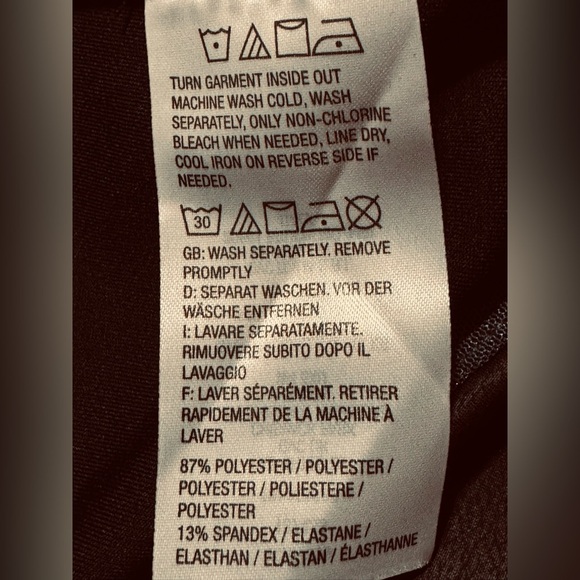 TURN GARMENT INSIDE OUT
MACHINE WASH COLD, WASH
SEPARATELY, ONLY NON-CHLORINE
BLEACH WHEN NEEDED, LINE DRY,
COOL IRON ON REVERSE SIDE IF
NEEDED.
30
GB: WASH SEPARATELY. REMOVE
PROMPTLY
D: SEPARAT WASCHEN. VOR DER
WÄSCHE ENTFERNEN
I: LAVARE SEPARATAMENTE.
RIMUOVERE SUBITO DOPO IL
LAVAGGIO
F: LAVER SÉPARÉMENT. RETIRER
RAPIDEMENT DE LA MACHINE À
LAVER
87% POLYESTER / POLYESTER /
POLYESTER / POLIESTERE /
POLYESTER
13% SPANDEX / ELASTANE /
ELASTHAN / ELASTAN / ÉLASTHANNE